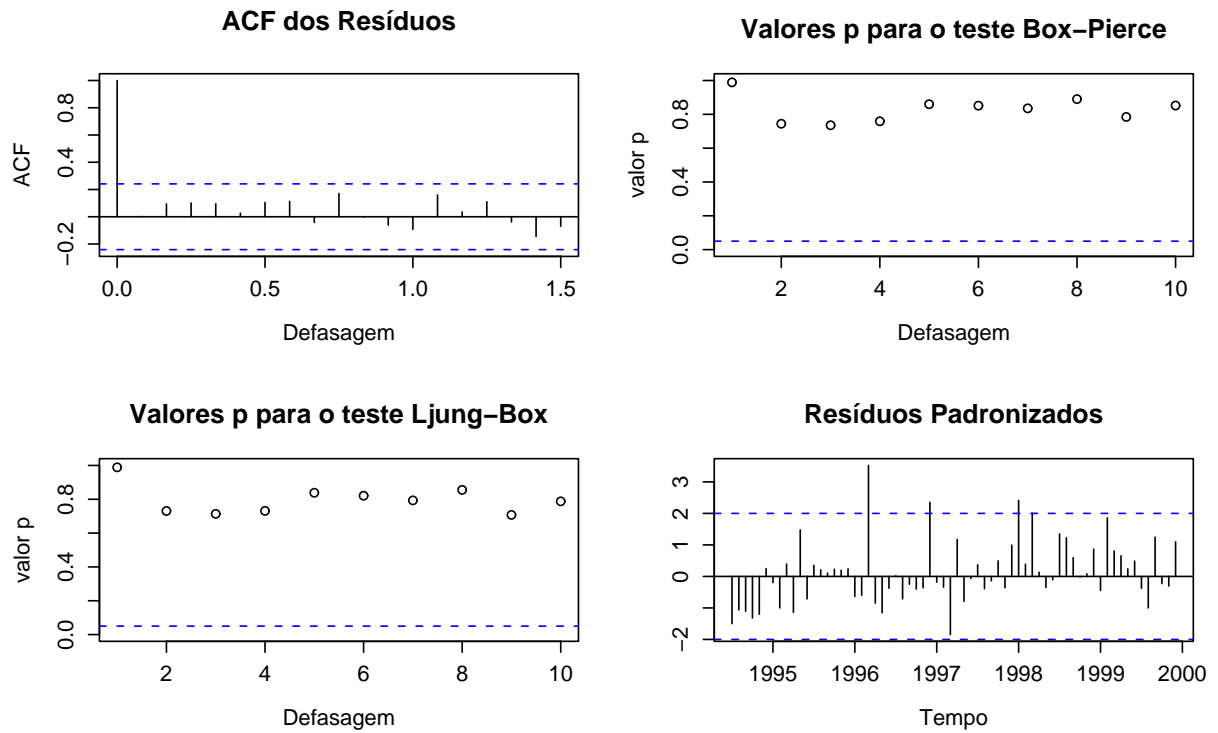 ACF dos Resíduos
ACF
−0.2 0.4 0.8
0.0 0.5 1.0 1.5
Defasagem
Valores p para o teste Box−Pierce
valor p
0.0 0.4 0.8
2 4 6 8 10
Defasagem
Valores p para o teste Ljung−Box
valor p
0.0 0.4 0.8
2 4 6 8 10
Defasagem
Resíduos Padronizados
−2 0 1 2 3
1995 1996 1997 1998 1999 2000
Tempo